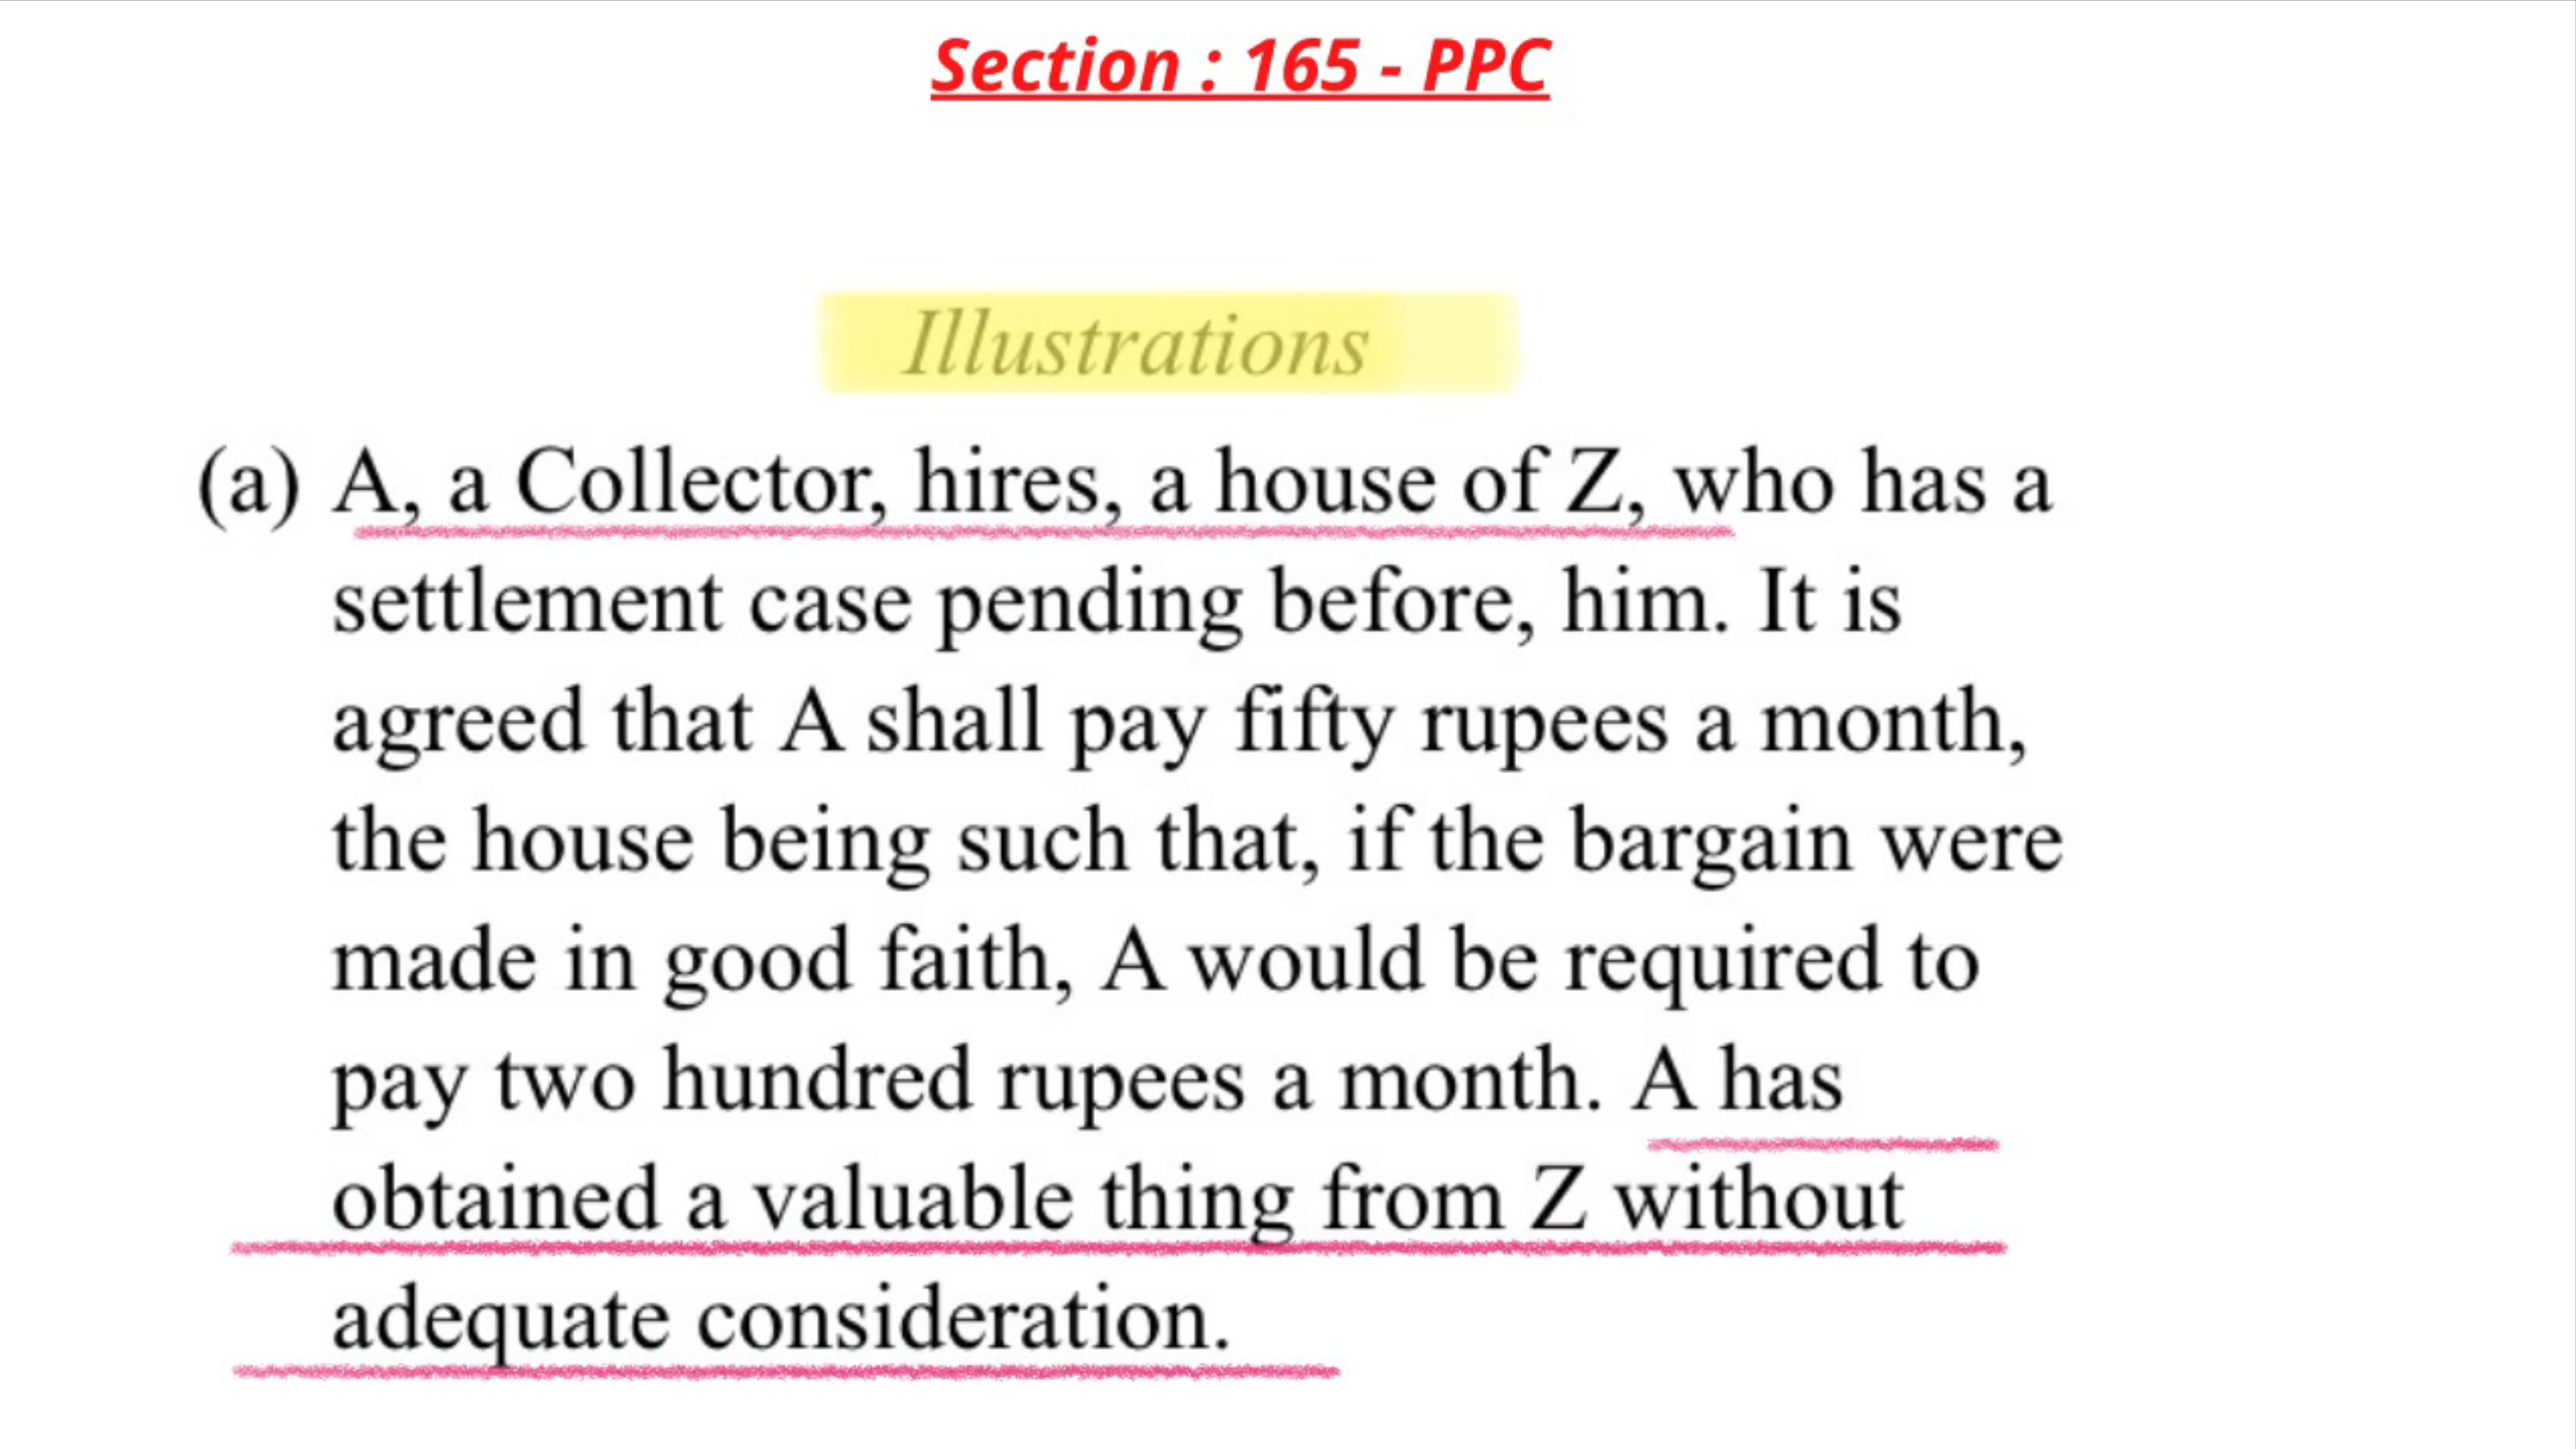 Section : 165 - PPC
Illustrations
(a) A, a Collector, hires, a house of Z, who has a
settlement case pending before, him. It is
agreed that A shall pay fifty rupees a month,
the house being such that, if the bargain were
made in good faith, A would be required to
pay two hundred rupees a month. A has
obtained a valuable thing from Z without
adequate consideration.